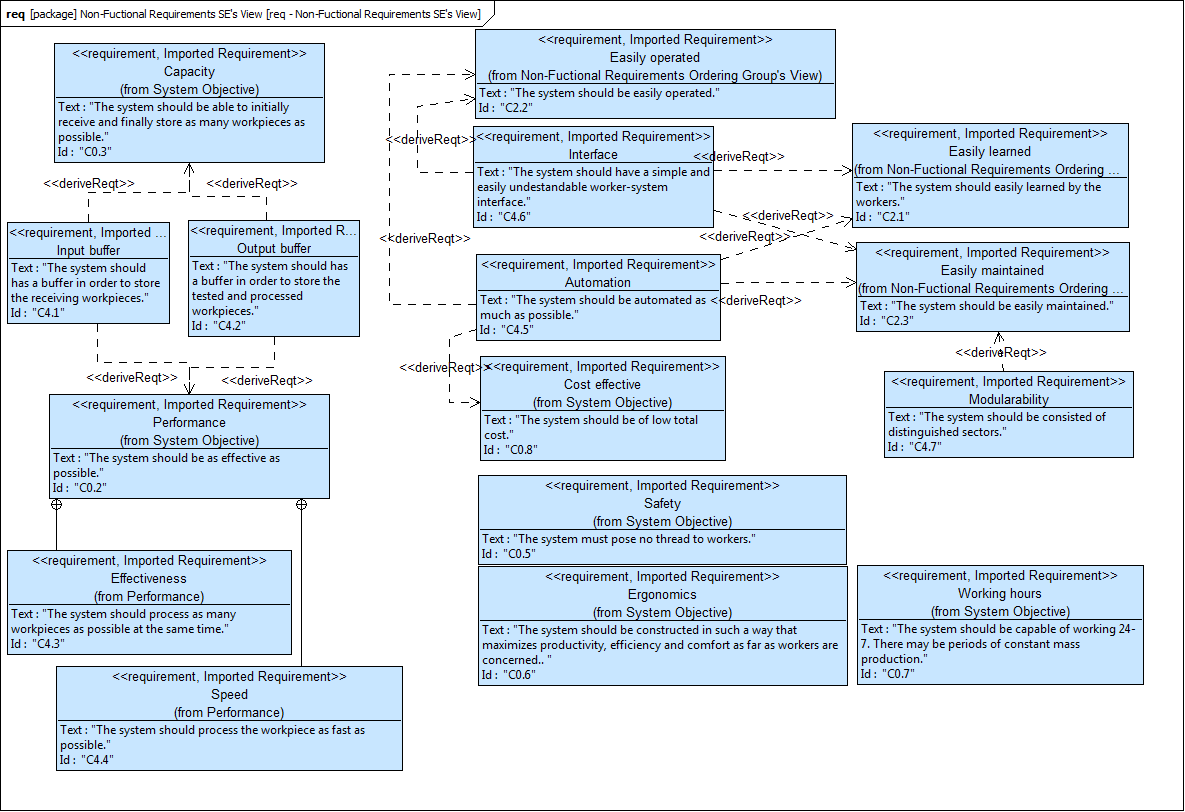 req [package] Non-Fuctional Requirements SE's View [req - Non-Fuctional Requirements SE's View]
<<requirement, Imported Requirement>>
Capacity
(from System Objective)
Text : "The system should be able to initially
receive and finally store as many workpieces as
possible."
Id : "C0.3"
<<deriveReqt>>
<<deriveReqt>>
<<requirement, Imported ...
Input buffer
Text : "The system should
has a buffer in order to store
the receiving workpieces."
Id : "C4.1"
<<requirement, Imported R...
Output buffer
Text : "The system should has
a buffer in order to store the
tested and processed
workpieces."
Id : "C4.2"
<<deriveReqt>>
<<deriveReqt>>
<<requirement, Imported Requirement>>
Performance
(from System Objective)
Text : "The system should be as effective as
possible."
Id : "C0.2"
<<requirement, Imported Requirement>>
Effectiveness
(from Performance)
Text : "The system should process as many
workpieces as possible at the same time."
Id : "C4.3"
<<requirement, Imported Requirement>>
Speed
(from Performance)
Text : "The system should process the workpiece as fast as
possible."
Id : "C4.4"
<<requirement, Imported Requirement>>
Easily operated
(from Non-Fuctional Requirements Ordering Group's View)
Text : "The system should be easily operated."
Id : "C2.2"
<<deriveReqt>>
<<requirement, Imported Requirement>>
Interface
Text : "The system should have a simple and
easily undestandable worker-system
interface."
Id : "C4.6"
<<deriveReqt>>
<<requirement, Imported Requirement>>
Easily learned
(from Non-Fuctional Requirements Ordering ...
Text : "The system should easily learned by the
workers."
Id : "C2.1"
<<deriveReqt>>
<<deriveReqt>>
<<deriveReqt>>
<<requirement, Imported Requirement>>
Automation
Text : "The system should be automated as
much as possible."
Id : "C4.5"
<<deriveReqt>>
<<requirement, Imported Requirement>>
Easily maintained
(from Non-Fuctional Requirements Ordering ...
Text : "The system should be easily maintained."
Id : "C2.3"
<<deriveReqt>>
<<deriveReqt>>
<<requirement, Imported Requirement>>
Cost effective
(from System Objective)
Text : "The system should be of low total
cost."
Id : "C0.8"
<<requirement, Imported Requirement>>
Modularability
Text : "The system should be consisted of
distinguished sectors."
Id : "C4.7"
<<requirement, Imported Requirement>>
Safety
(from System Objective)
Text : "The system must pose no thread to workers."
Id : "C0.5"
<<requirement, Imported Requirement>>
Ergonomics
(from System Objective)
Text : "The system should be constructed in such a way that
maximizes productivity, efficiency and comfort as far as workers are
concerned.. "
Id : "C0.6"
<<requirement, Imported Requirement>>
Working hours
(from System Objective)
Text : "The system should be capable of working 24-
7. There may be periods of constant mass
production."
Id : "C0.7"